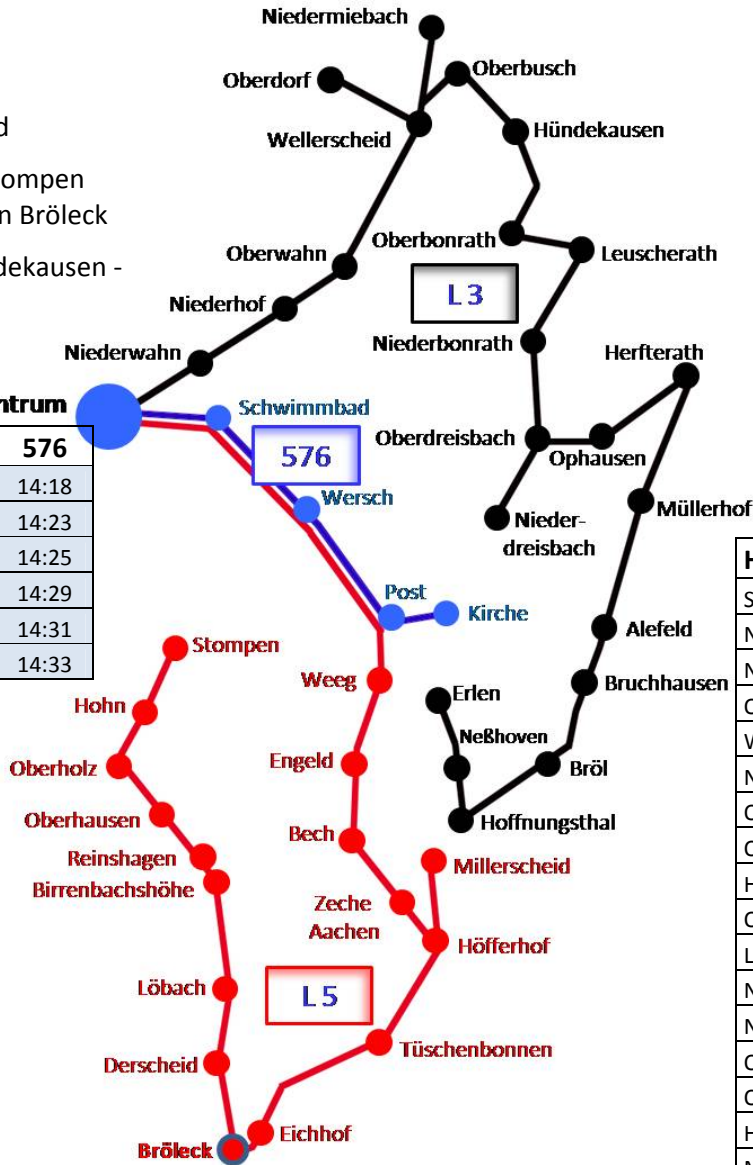 Niedermiebach
Oberdorf
Oberbusch
Wellerscheid
Hündekausen
d
ompen
n Bröleck
dekausen -
Oberwahn
Oberbonrath
Leuscherath
L 3
Niederhof
Niederbonrath
Niederwahn
Herfterath
ntrum
Schwimmbad
Oberdreisbach
Ophausen
576
576
14:18
14:23
14:25
14:29
14:31
14:33
Wersch
Müllerhof
Nieder-
dreisbach
Post
Kirche
Alefeld
Stompen
Weeg
Bruchhausen
Erlen
Hohn
Neßhoven
Oberholz
Engeld
Bröl
Oberhausen
Hoffnungsthal
Bech
Reinshagen
Millerscheid
Birrenbachshöhe
Zeche
Aachen
Höfferhof
Löbach
L 5
Tüschenbonnen
Derscheid
Eichhof
Bröleck
H
S
N
N
O
W
N
O
O
H
O
L
N
N
O
O
H